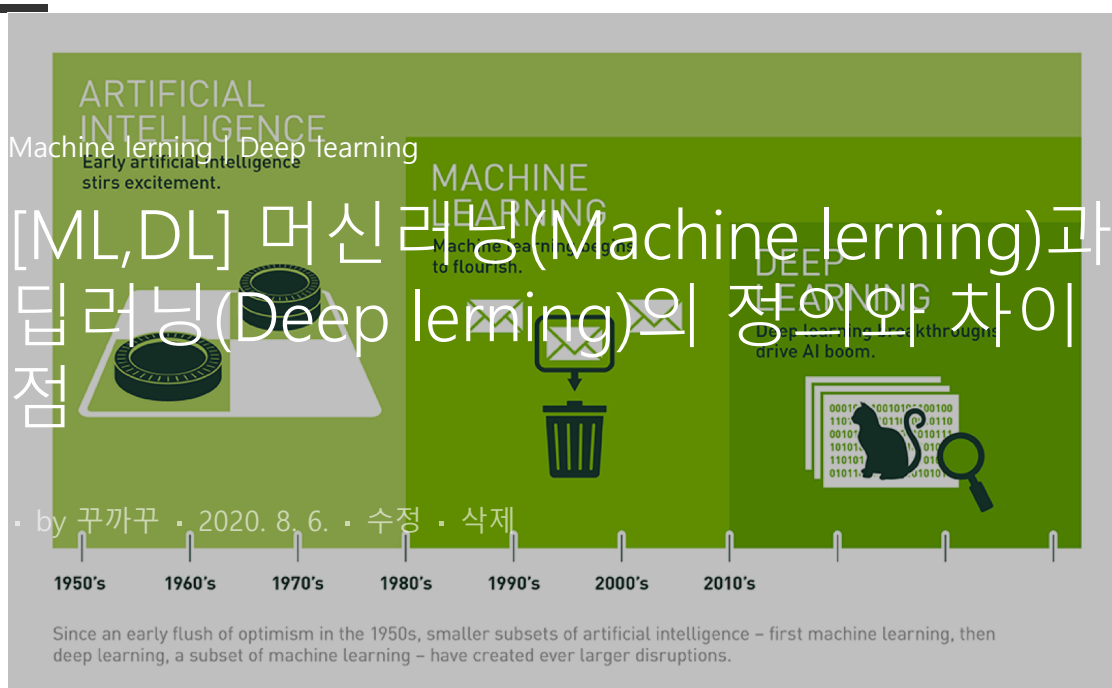 ARTIFICIAL
INTELLIGENCE
Machine lerning | Deep learning
Early artificial intelligence
stirs excitement.
MACHINE
LEARNING
[ML,DL] 머신러닝(Machine lerning)과
Machine learning begins
to flourish.
DEEP
LEARNING
딥러닝(Deep lerning)의 정의와 차이
Deep learning breakthroughs
drive AI boom.
점
by 꾸까꾸 · 2020. 8. 6. · 수정 · 삭제
1950's 1960's 1970's 1980's 1990's 2000's 2010's
Since an early flush of optimism in the 1950s, smaller subsets of artificial intelligence – first machine learning, then
deep learning, a subset of machine learning – have created ever larger disruptions.